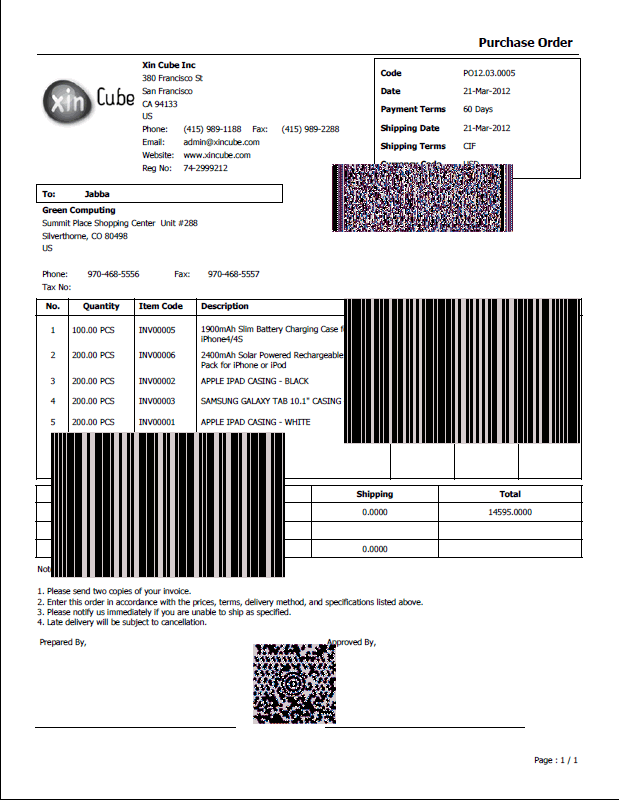 Purchase Order
xin Cube
Xin Cube Inc
380 Francisco St
San Francisco
CA 94133
US
Phone: (415) 989-1188 Fax: (415) 989-2288
Email: admin@xincube.com
Website: www.xincube.com
Reg No: 74-2999212
Code PO12.03.0005
Date 21-Mar-2012
Payment Terms 60 Days
Shipping Date 21-Mar-2012
Shipping Terms CIF
To: Jabba
Green Computing
Summit Place Shopping Center Unit #288
Silverthorne, CO 80498
US
Phone: 970-468-5556 Fax: 970-468-5557
Tax No:
No. Quantity Item Code Description
1 100.00 PCS INV00005 1900mAh Slim Battery Charging Case
iPhone4/4S
2 200.00 PCS INV00006 2400mAh Solar Powered Rechargeable
Pack for iPhone or iPod
3 200.00 PCS INV00002 APPLE IPAD CASING - BLACK
4 200.00 PCS INV00003 SAMSUNG GALAXY TAB 10.1" CASING
5 200.00 PCS INV00001 APPLE IPAD CASING - WHITE
Shipping Total
0.0000 14595.0000
0.0000
1. Please send two copies of your invoice.
2. Enter this order in accordance with the prices, terms, delivery method, and specifications listed above.
3. Please notify us immediately if you are unable to ship as specified.
4. Late delivery will be subject to cancellation.
Prepared By, Approved By,
Page : 1 / 1